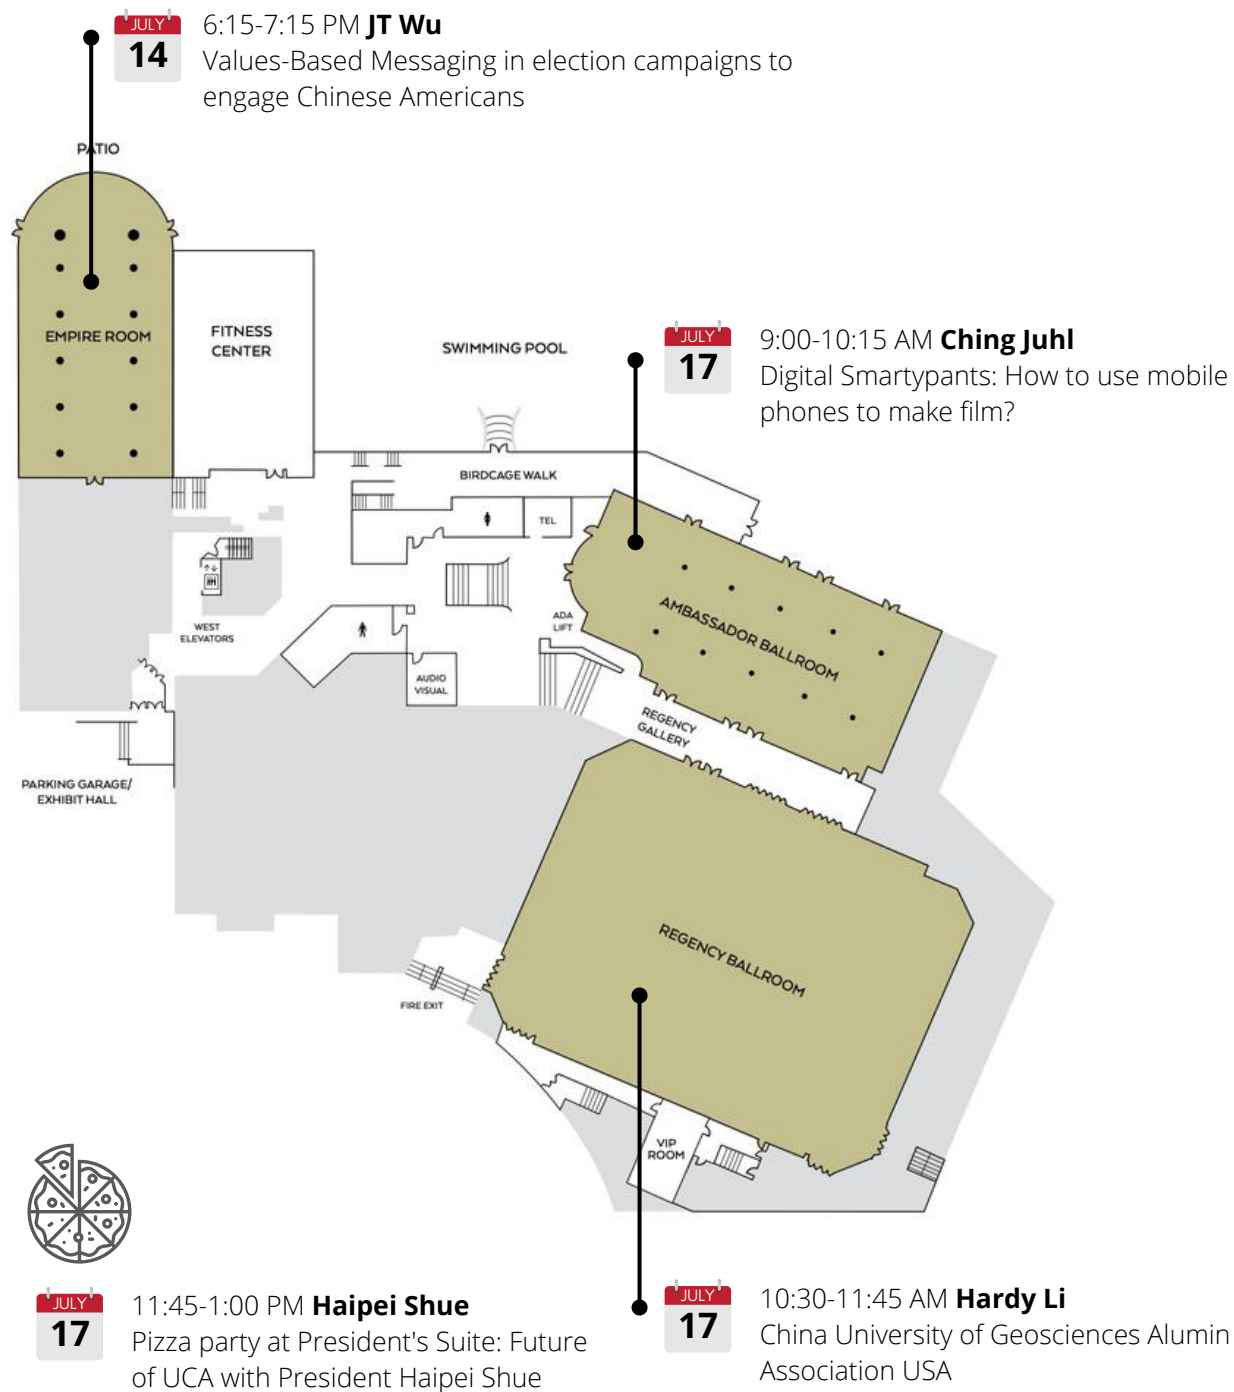 JULY
14
6:15-7:15 PM JT Wu
Values-Based Messaging in election campaigns to
engage Chinese Americans
PATIO
EMPIRE ROOM
FITNESS
CENTER
SWIMMING POOL
JULY
17
9:00-10:15 AM Ching Juhl
Digital Smartypants: How to use mobile
phones to make film?
BIRDCAGE WALK
TEL
AMBASSADOR BALLROOM
ADA
LIFT
WEST
ELEVATORS
AUDIO
VISUAL
REGENCY
GALLERY
PARKING GARAGE/
EXHIBIT HALL
REGENCY BALLROOM
FIRE EXIT
VIP
ROOM
JULY
17
11:45-1:00 PM Haipei Shue
Pizza party at President's Suite: Future
of UCA with President Haipei Shue
JULY
17
10:30-11:45 AM Hardy Li
China University of Geosciences Alumin
Association USA